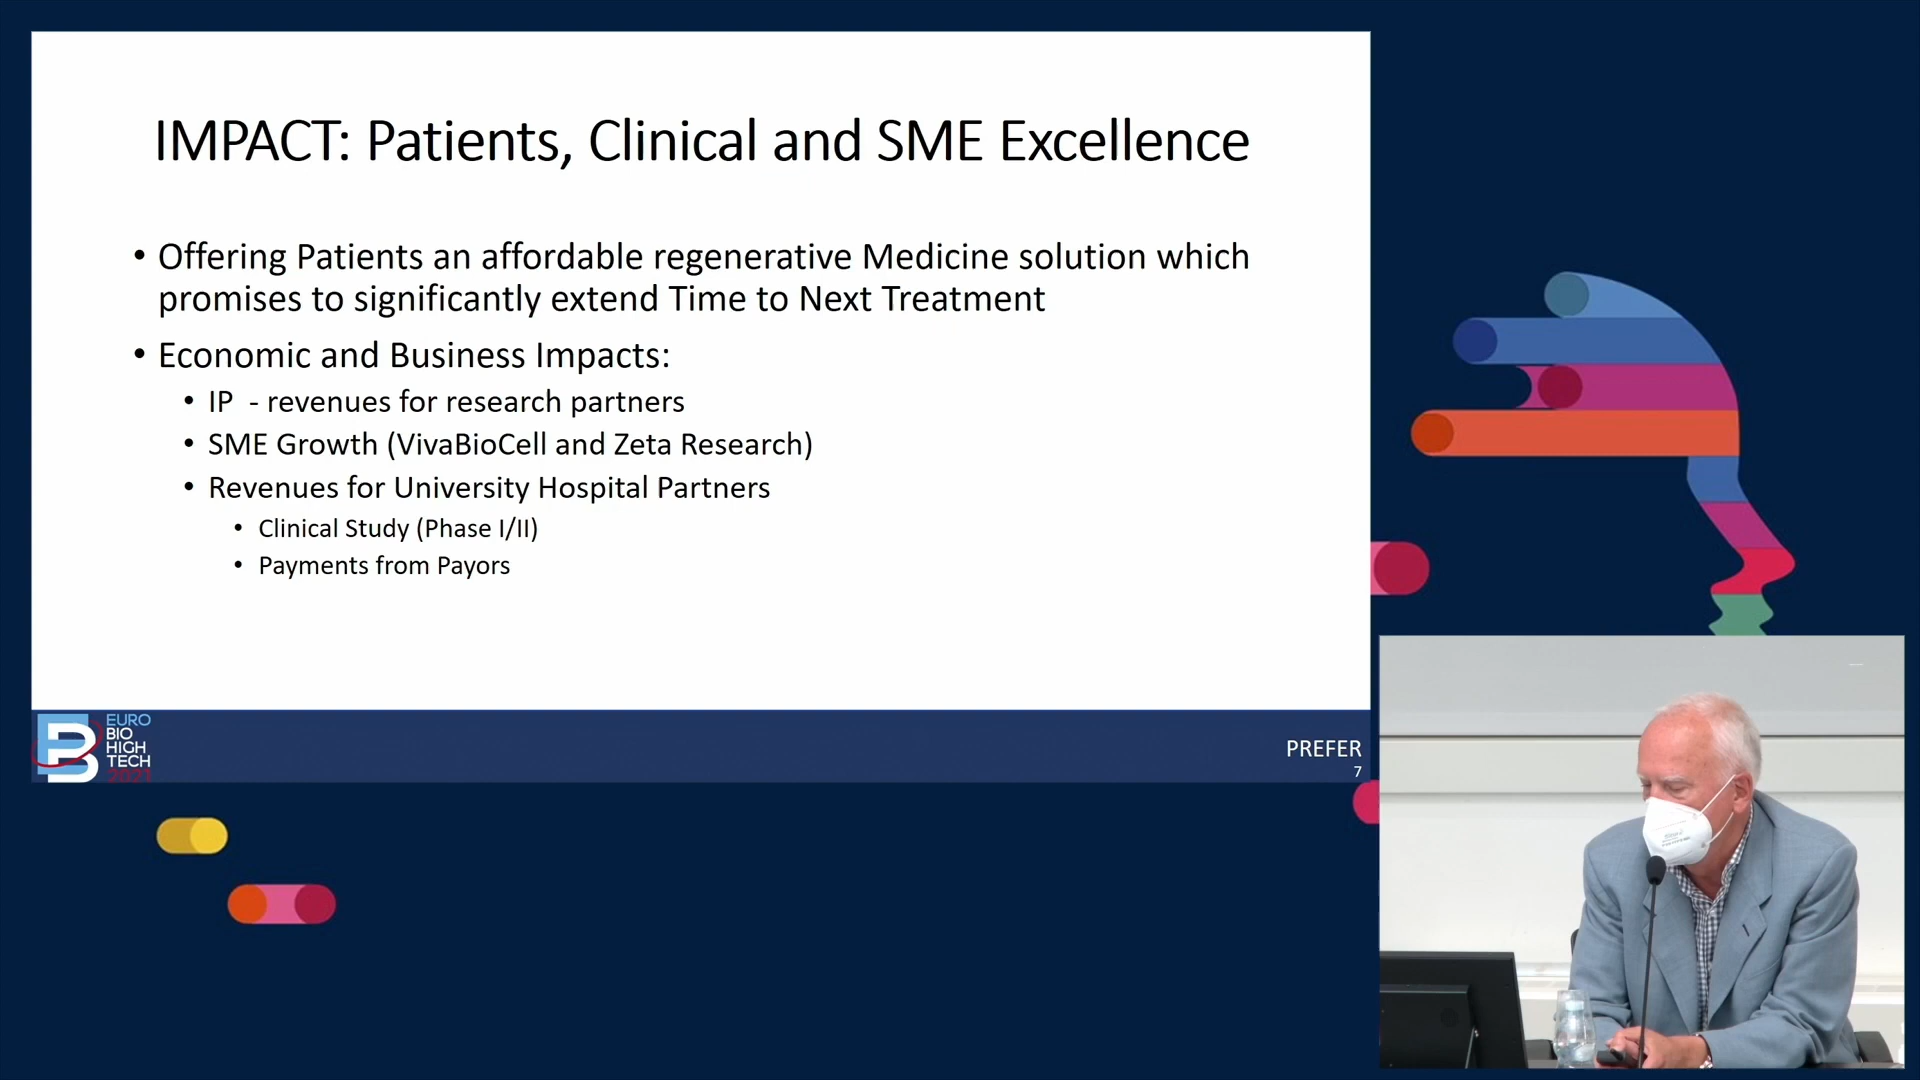 IMPACT: Patients, Clinical and SME Excellence
• Offering Patients an affordable regenerative Medicine solution which
promises to significantly extend Time to Next Treatment
• Economic and Business Impacts:
• IP - revenues for research partners
• SME Growth (VivaBioCell and Zeta Research)
• Revenues for University Hospital Partners
• Clinical Study (Phase I/II)
• Payments from Payors
EURO
BIO
HIGH
TECH
2021
PREFER
7